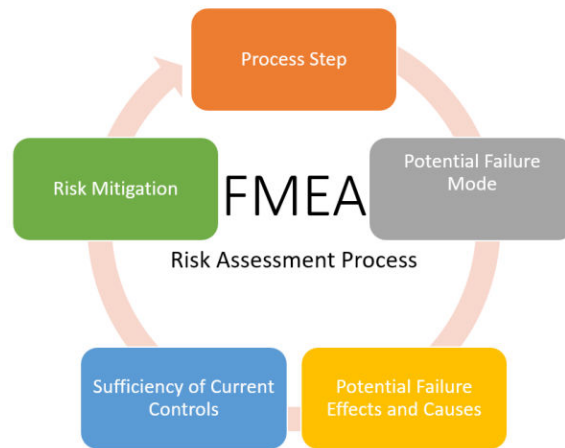 Process Step
Potential Failure
Mode
Potential Failure
Effects and Causes
Sufficiency of Current
Controls
Risk Mitigation
FMEA
Risk Assessment Process